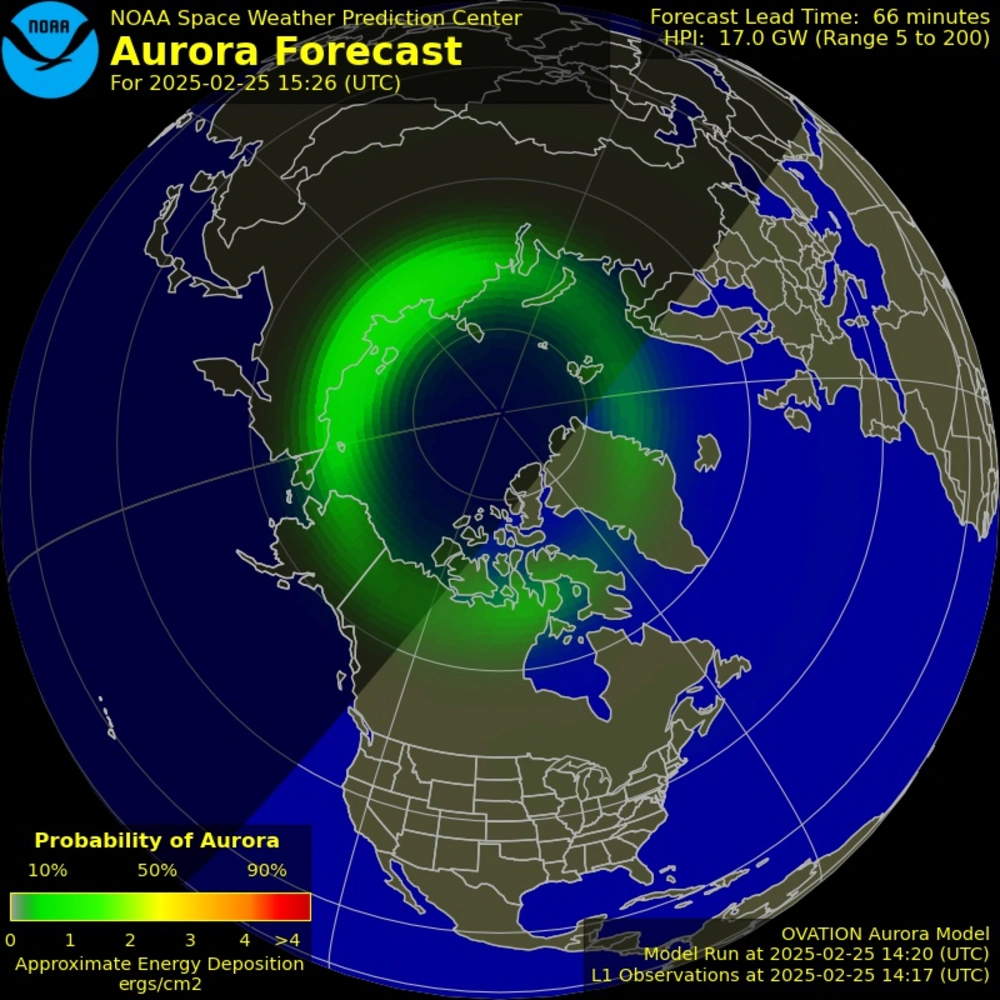 NOAA
NOAA Space Weather Prediction Center
Aurora Forecast
For 2025-02-25 15:26 (UTC)
Forecast Lead Time: 66 minutes
HPI: 17.0 GW (Range 5 to 200)
Probability of Aurora
10% 50% 90%
0 1 2 3 4 >4
Approximate Energy Deposition
ergs/cm2
OVATION Aurora Model
Model Run at 2025-02-25 14:20 (UTC)
L1 Observations at 2025-02-25 14:17 (UTC)